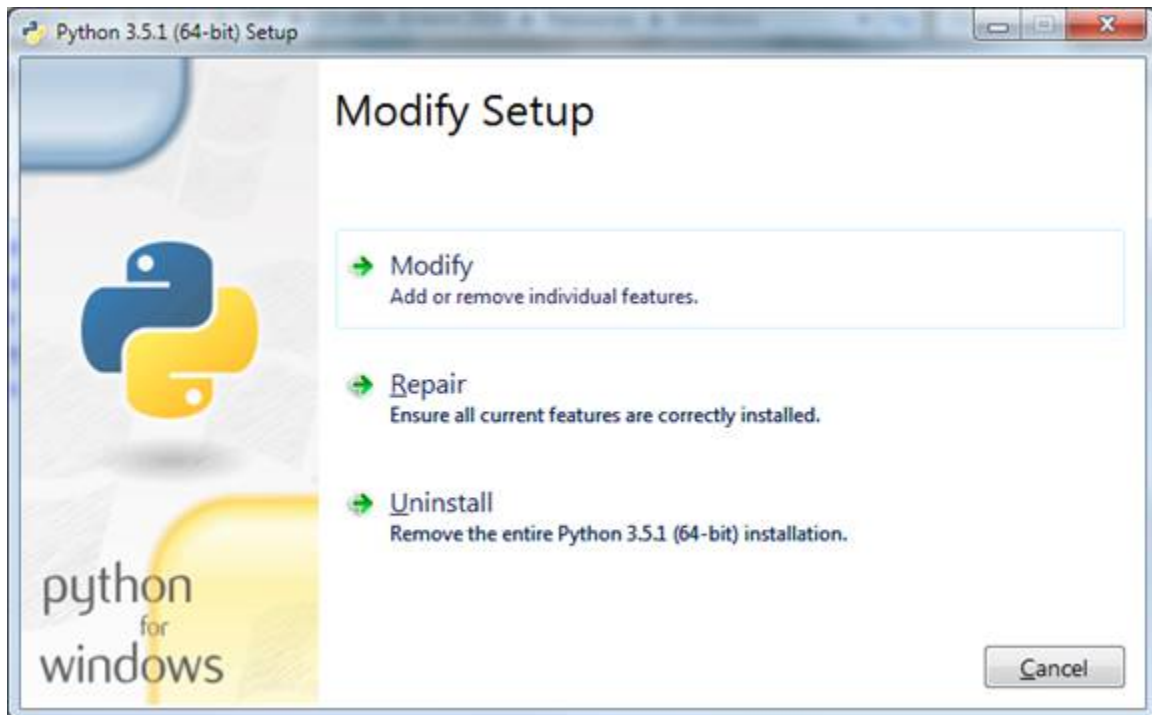 Python 3.5.1 (64-bit) Setup
Modify Setup
Modify
Add or remove individual features.
Repair
Ensure all current features are correctly installed.
Uninstall
Remove the entire Python 3.5.1 (64-bit) installation.
python
for
windows
Cancel